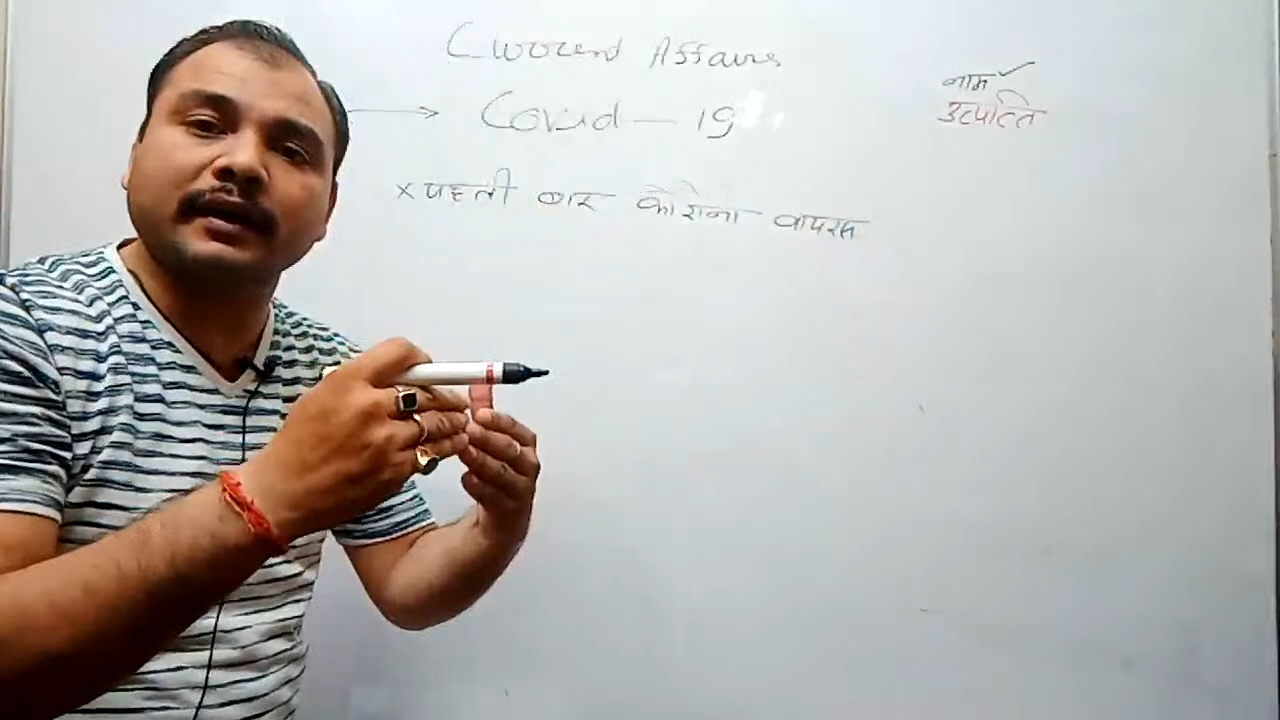 Current Affairs
Covid - 19
× पहली बार कोरोना वायरस
नाम ✓
उत्पत्ति